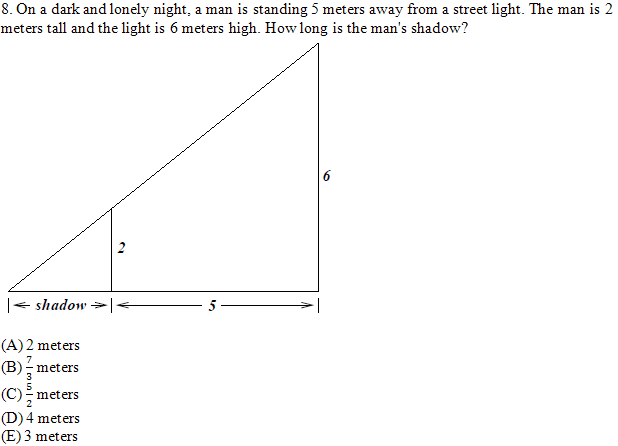 8. On a dark and lonely night, a man is standing 5 meters away from a street light. The man is 2
meters tall and the light is 6 meters high. How long is the man's shadow?
6
2
shadow
5
(A) 2 meters
(B) 7/3 meters
(C) 5/2 meters
(D) 4 meters
(E) 3 meters